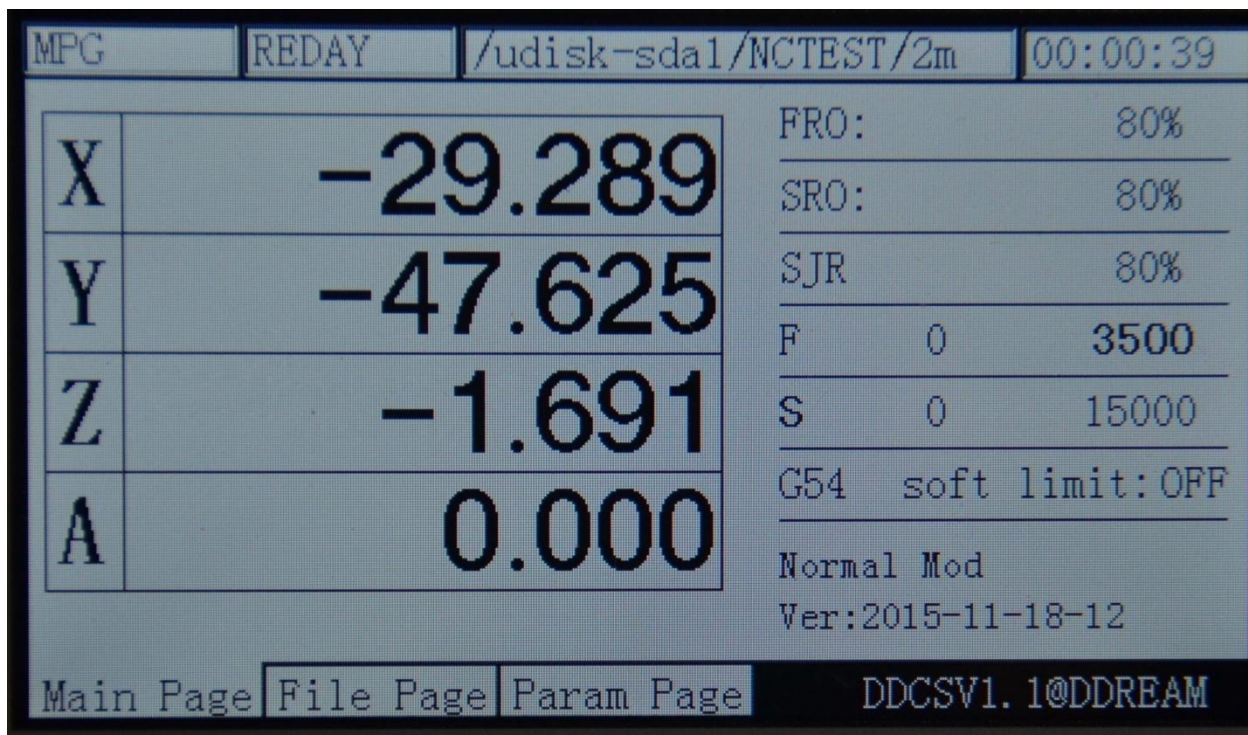 MPG REDAY /udisk-sda1/NCTEST/2m 00:00:39
X -29.289
Y -47.625
Z -1.691
A 0.000
FRO: 80%
SRO: 80%
SJR 80%
F 0 3500
S 0 15000
G54 soft limit:OFF
Normal Mod
Ver:2015-11-18-12
Main Page File Page Param Page DDCSV1.1@DDREAM